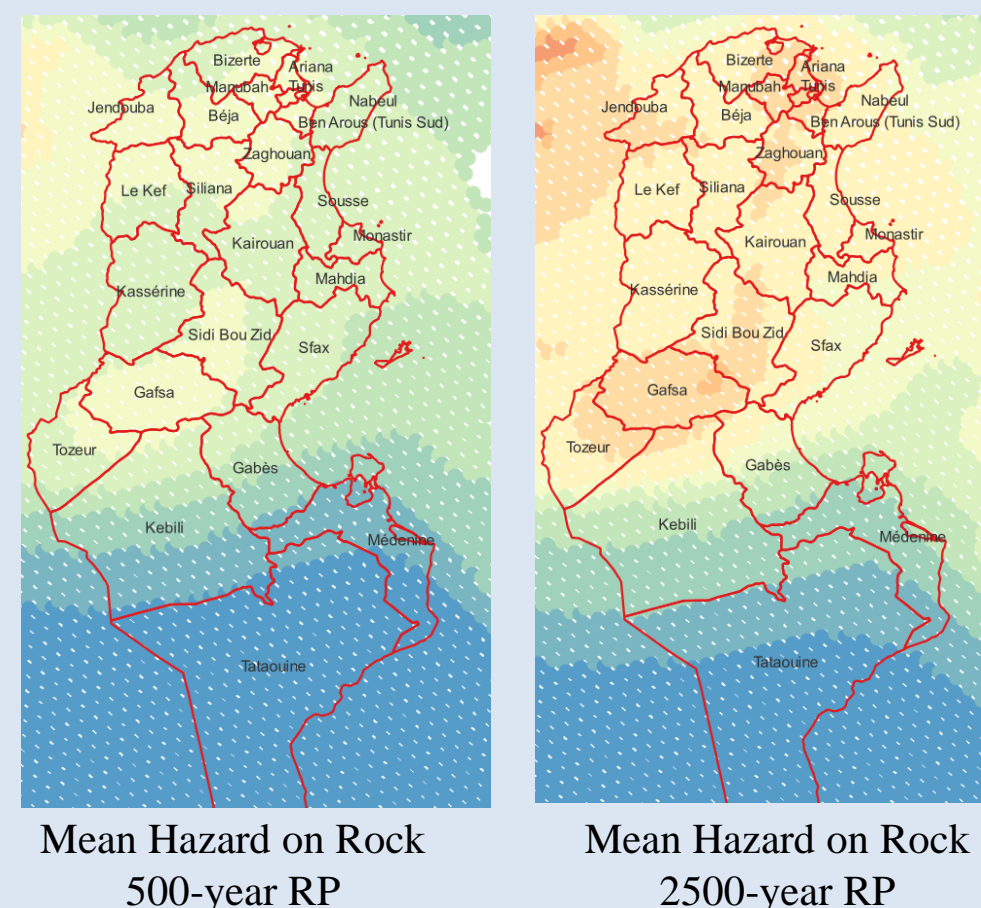 Bizerte
Ariana
Manubah
Tunis
Nabeul
Jendouba
Béja
Ben Arous (Tunis Sud)
Zaghouan
Le Kef
Siliana
Sousse
Kairouan
Monastir
Mahdia
Kassérine
Sidi Bou Zid
Sfax
Gafsa
Tozeur
Gabès
Kebili
Médenine
Tataouine
Mean Hazard on Rock
500-year RP
Bizerte
Ariana
Manubah
Tunis
Nabeul
Jendouba
Béja
Ben Arous (Tunis Sud)
Zaghouan
Le Kef
Siliana
Sousse
Kairouan
Monastir
Mahdia
Kassérine
Sidi Bou Zid
Sfax
Gafsa
Tozeur
Gabès
Kebili
Médenine
Tataouine
Mean Hazard on Rock
2500-year RP